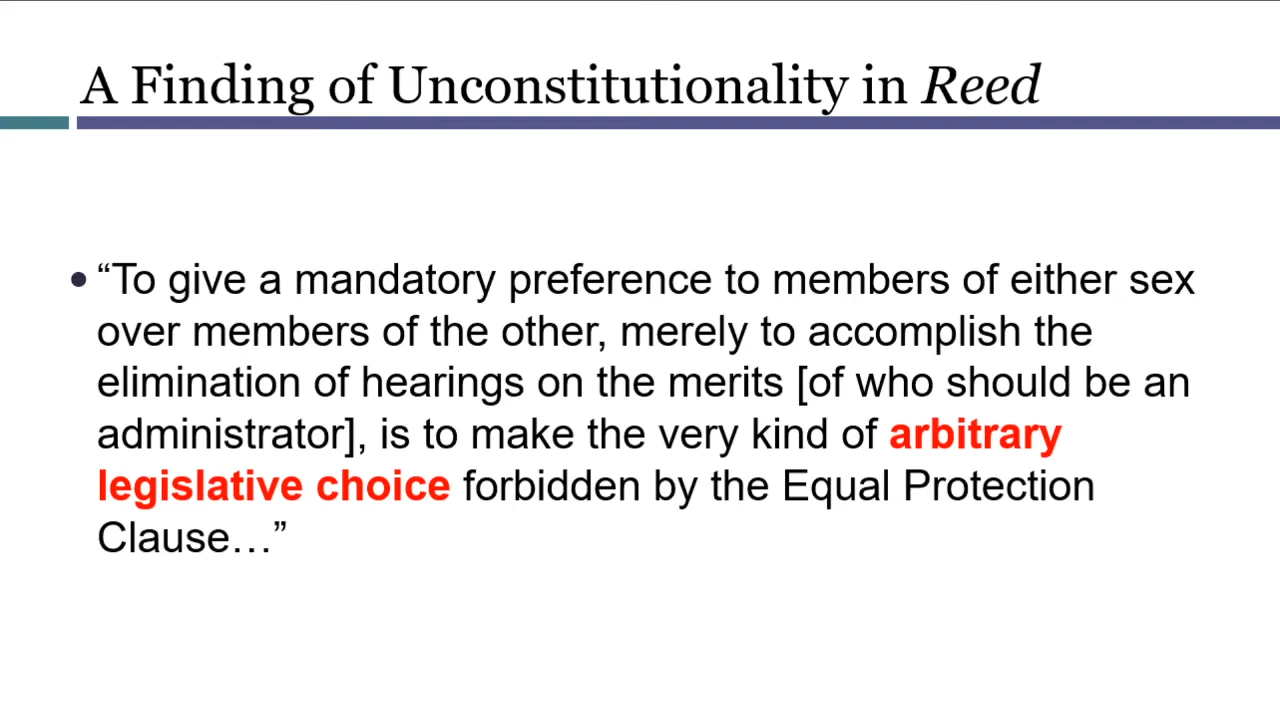 A Finding of Unconstitutionality in Reed
• “To give a mandatory preference to members of either sex
over members of the other, merely to accomplish the
elimination of hearings on the merits [of who should be an
administrator], is to make the very kind of arbitrary
legislative choice forbidden by the Equal Protection
Clause…”